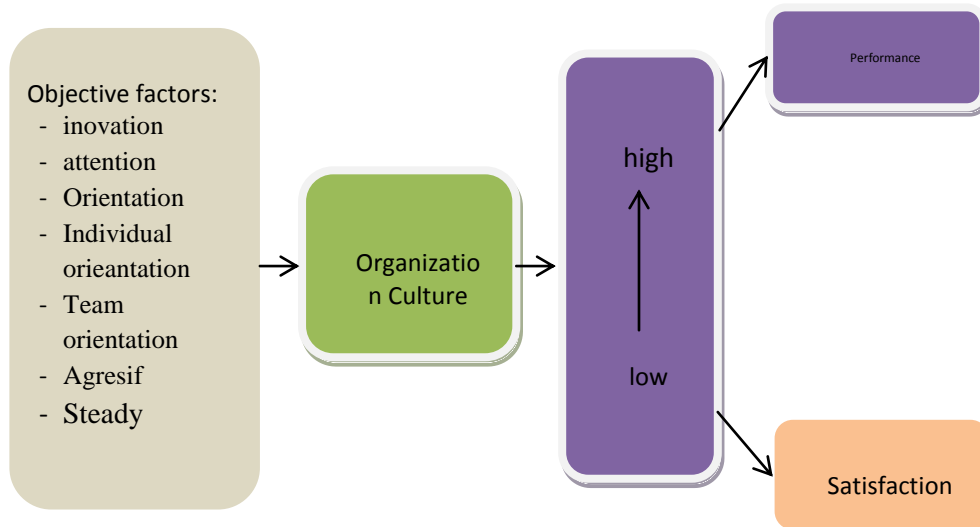 Objective factors:
- inovation
- attention
- Orientation
- Individual
orieantation
- Team
orientation
- Agresif
- Steady
Organizatio
n Culture
high
low
Performance
Satisfaction